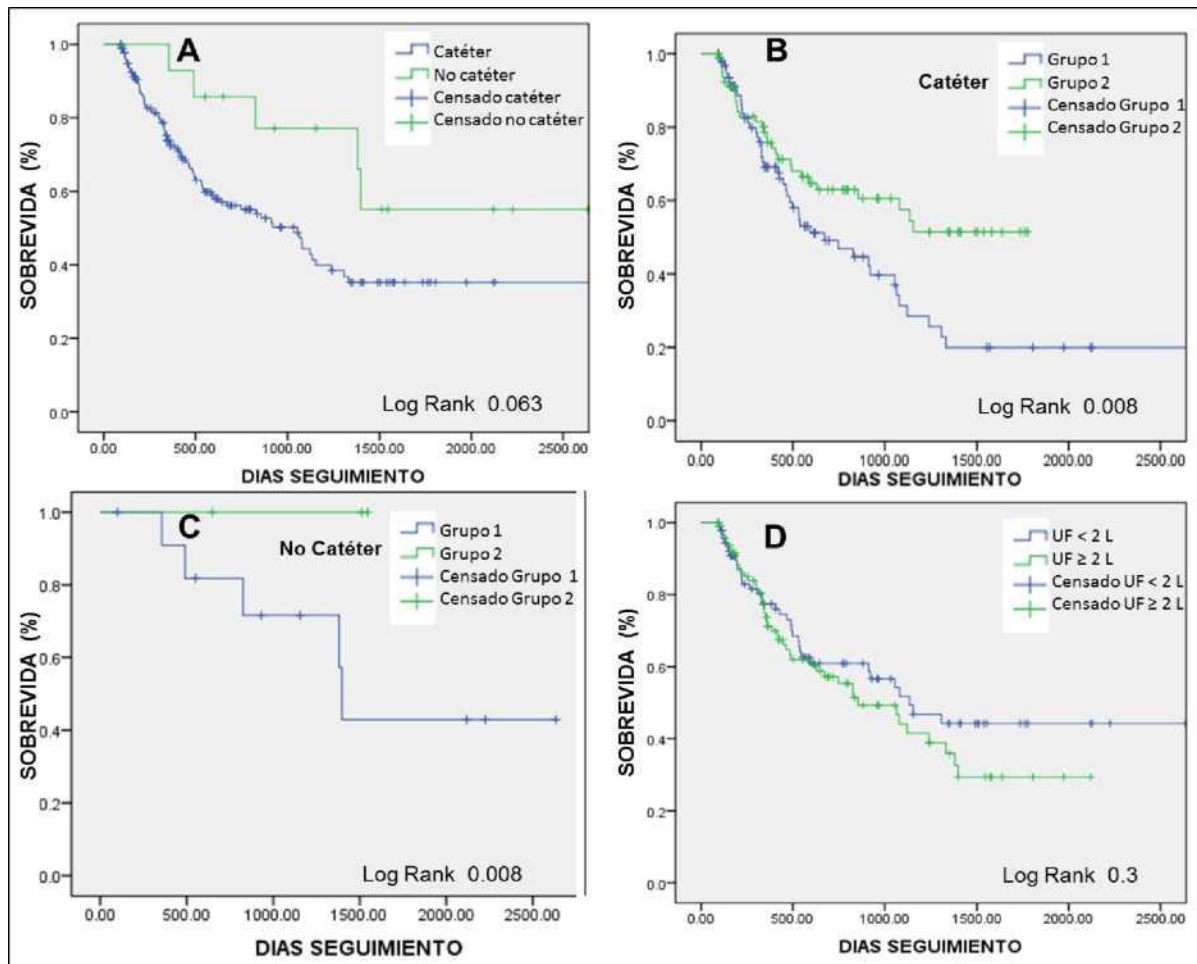 A
Catéter
No catéter
Censado catéter
Censado no catéter
SOBREVIDA (%)
1.0
0.8
0.6
0.4
0.2
0.0
Log Rank 0.063
0.00 500.00 1000.00 1500.00 2000.00 2500.00
DIAS SEGUIMIENTO
B
Catéter
Grupo 1
Grupo 2
Censado Grupo 1
Censado Grupo 2
SOBREVIDA (%)
1.0
0.8
0.6
0.4
0.2
0.0
Log Rank 0.008
0.00 500.00 1000.00 1500.00 2000.00 2500.00
DIAS SEGUIMIENTO
C
No Catéter
Grupo 1
Grupo 2
Censado Grupo 1
Censado Grupo 2
SOBREVIDA (%)
1.0
0.8
0.6
0.4
0.2
0.0
Log Rank 0.008
0.00 500.00 1000.00 1500.00 2000.00 2500.00
DIAS SEGUIMIENTO
D
UF < 2 L
UF ≥ 2 L
Censado UF < 2 L
Censado UF ≥ 2 L
SOBREVIDA (%)
1.0
0.8
0.6
0.4
0.2
0.0
Log Rank 0.3
0.00 500.00 1000.00 1500.00 2000.00 2500.00
DIAS SEGUIMIENTO